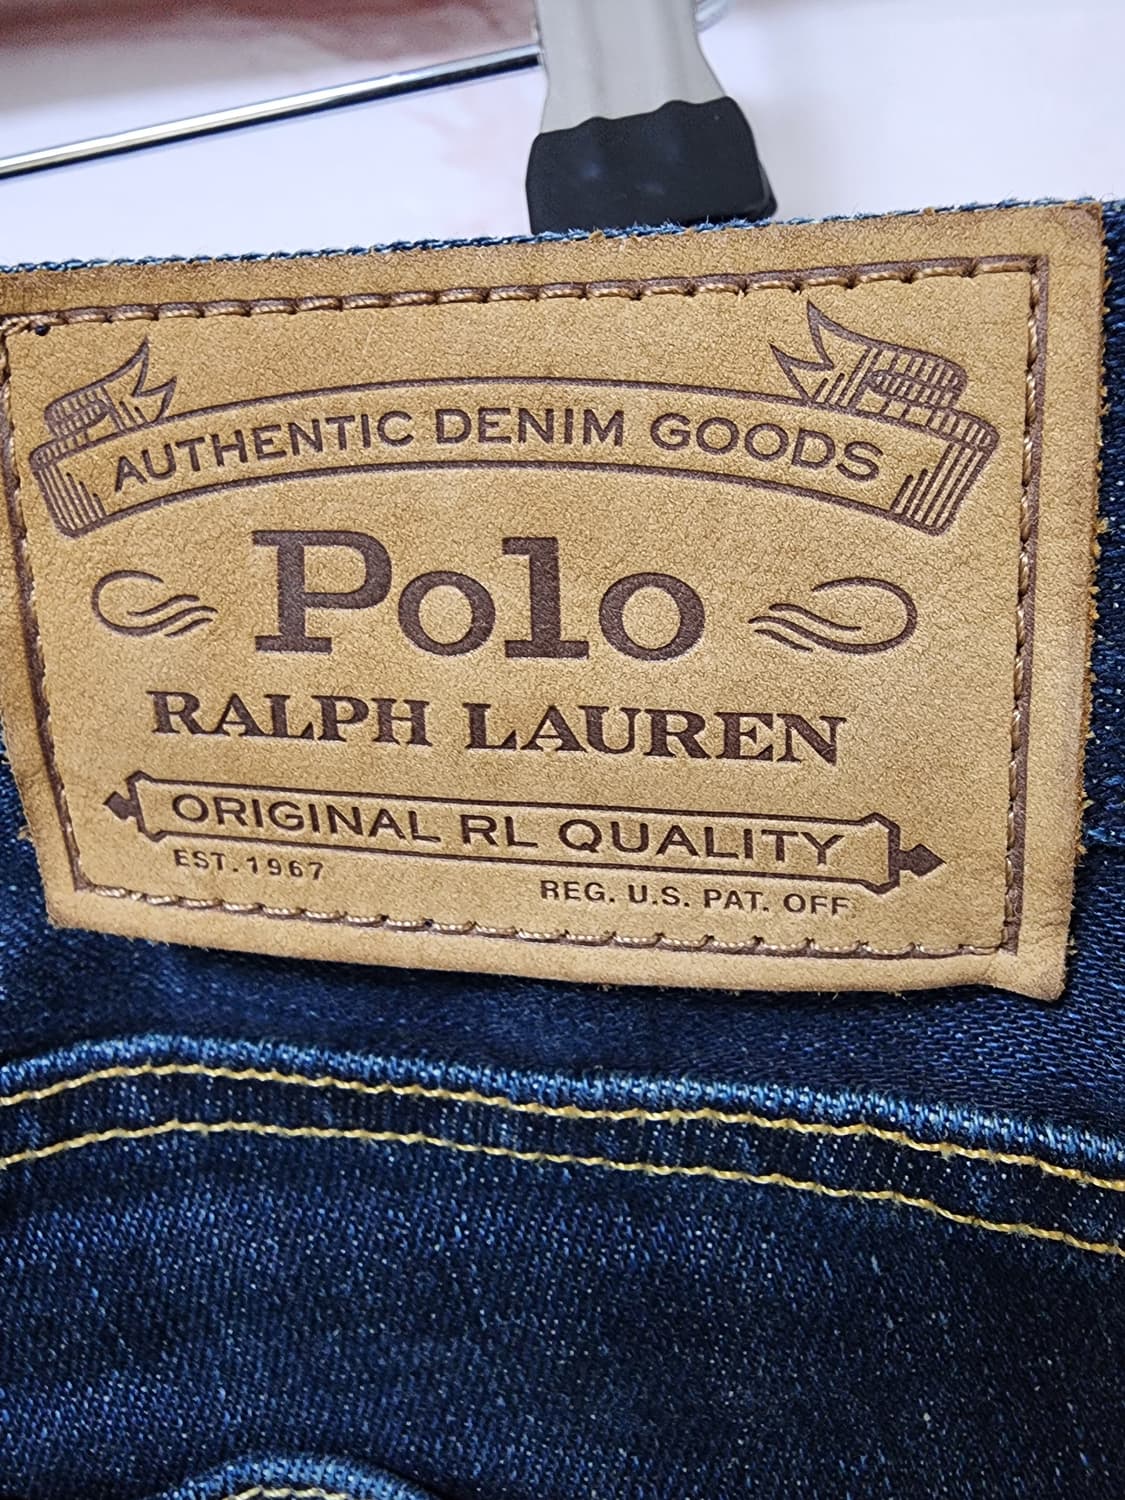 AUTHENTIC DENIM GOODS
Polo
RALPH LAUREN
ORIGINAL RL QUALITY
EST. 1967
REG. U.S. PAT. OFF